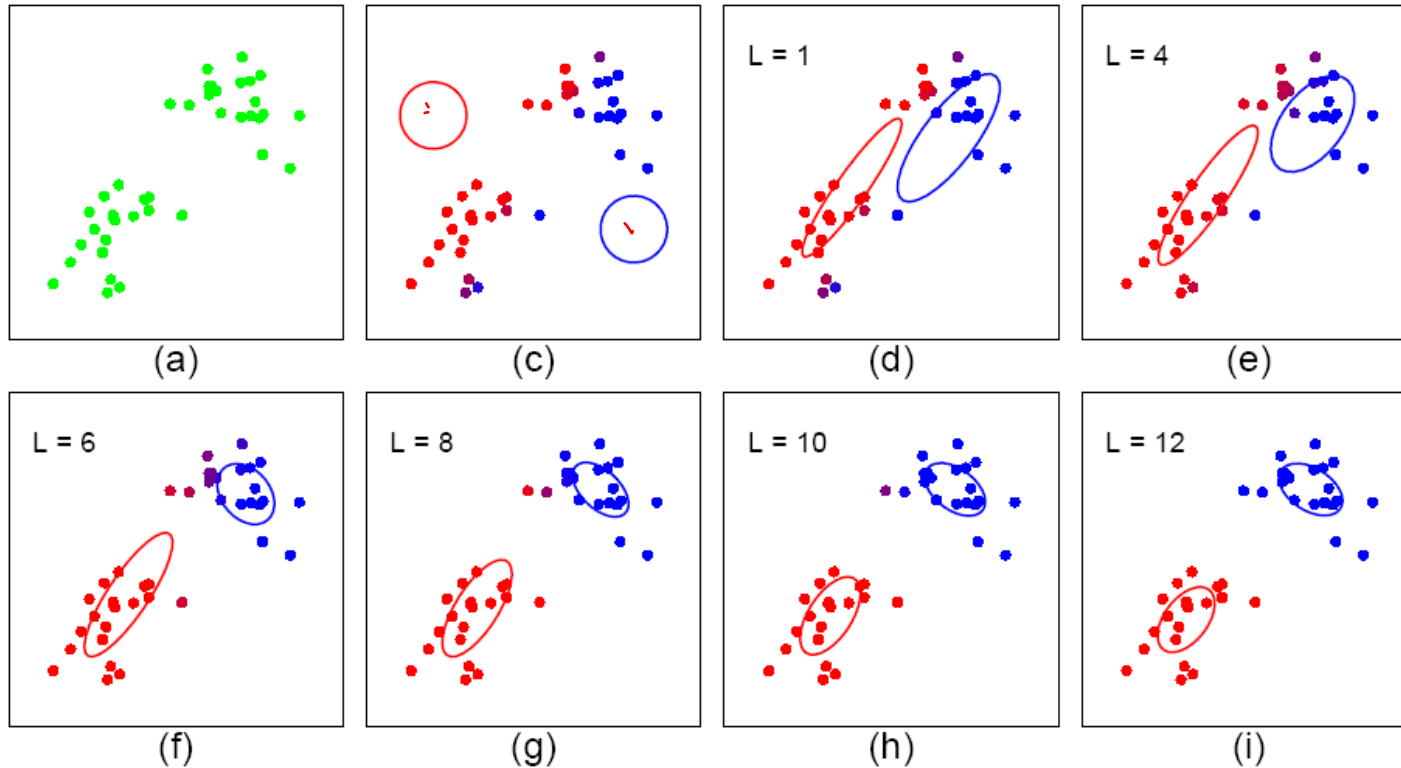 L = 1
L = 4
(a)
(c)
(d)
(e)
L = 6
L = 8
L = 10
L = 12
(f)
(g)
(h)
(i)